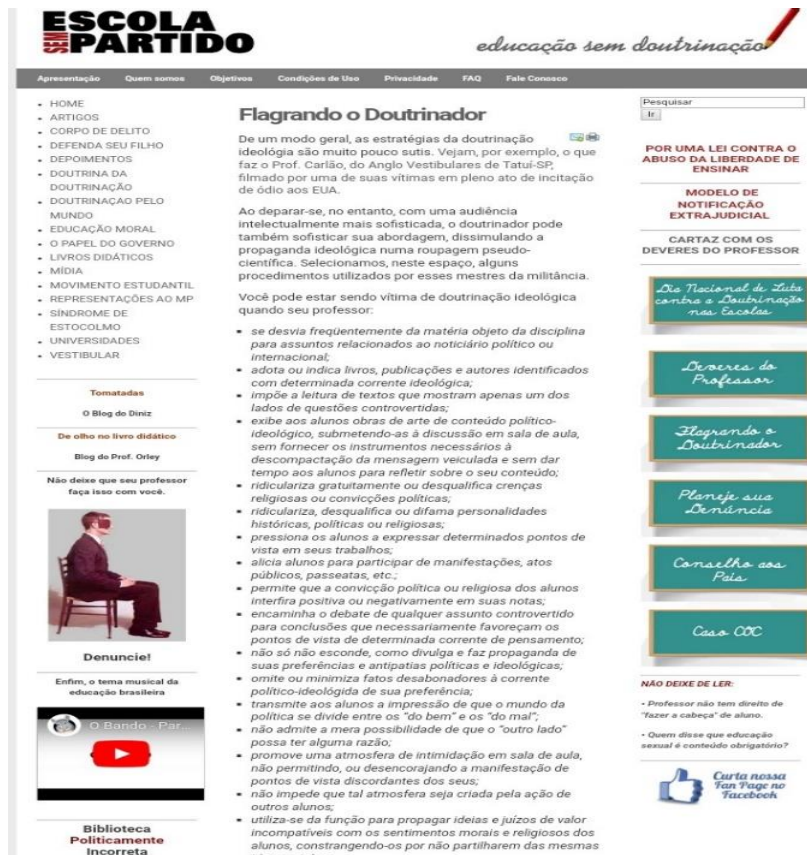 ESCOLA
SEM PARTIDO
educação sem doutrinação
Apresentação Quem somos Objetivos Condições de Uso Privacidade FAQ Fale Conosco
HOME
ARTIGOS
CORPO DE DELITO
DEFENDA SEU FILHO
DEPOIMENTOS
DOUTRINA DA
DOUTRINAÇÃO
DOUTRINAÇAO PELO
MUNDO
EDUCAÇÃO MORAL
O PAPEL DO GOVERNO
LIVROS DIDÁTICOS
MÍDIA
MOVIMENTO ESTUDANTIL
REPRESENTAÇÕES AO MP
SÍNDROME DE
ESTOCOLMO
UNIVERSIDADES
VESTIBULAR
Tomatadas
O Blog do Diniz
De olho no livro didático
Blog do Prof. Orley
Não deixe que seu professor
faça isso com você.
Denuncie!
Enfim, o tema musical da
educação brasileira
O Bando - Par...
Biblioteca
Politicamente
Incorreta
Flagrando o Doutrinador
De um modo geral, as estratégias da doutrinação
ideológia são muito pouco sutis. Vejam, por exemplo, o que
faz o Prof. Carlão, do Anglo Vestibulares de Tatuí-SP,
filmado por uma de suas vítimas em pleno ato de incitação
de ódio aos EUA.
Ao deparar-se, no entanto, com uma audiência
intelectualmente mais sofisticada, o doutrinador pode
também sofisticar sua abordagem, dissimulando a
propaganda ideológica numa roupagem pseudo-
científica. Selecionamos, neste espaço, alguns
procedimentos utilizados por esses mestres da militância.
Você pode estar sendo vítima de doutrinação ideológica
quando seu professor:
se desvia freqüentemente da matéria objeto da disciplina
para assuntos relacionados ao noticiário político ou
internacional;
adota ou indica livros, publicações e autores identificados
com determinada corrente ideológica;
impõe a leitura de textos que mostram apenas um dos
lados de questões controvertidas;
exibe aos alunos obras de arte de conteúdo político-
ideológico, submetendo-as à discussão em sala de aula,
sem fornecer os instrumentos necessários à
descompactação da mensagem veiculada e sem dar
tempo aos alunos para refletir sobre o seu conteúdo;
ridiculariza gratuitamente ou desqualifica crenças
religiosas ou convicções políticas;
ridiculariza, desqualifica ou difama personalidades
históricas, políticas ou religiosas;
pressiona os alunos a expressar determinados pontos de
vista em seus trabalhos;
alicia alunos para participar de manifestações, atos
públicos, passeatas, etc.;
permite que a convicção política ou religiosa dos alunos
interfira positiva ou negativamente em suas notas;
encaminha o debate de qualquer assunto controvertido
para conclusões que necessariamente favoreçam os
pontos de vista de determinada corrente de pensamento;
não só não esconde, como divulga e faz propaganda de
suas preferências e antipatias políticas e ideológicas;
omite ou minimiza fatos desabonadores à corrente
político-ideológida de sua preferência;
transmite aos alunos a impressão de que o mundo da
política se divide entre os "do bem" e os "do mal";
não admite a mera possibilidade de que o "outro lado"
possa ter alguma razão;
promove uma atmosfera de intimidação em sala de aula,
não permitindo, ou desencorajando a manifestação de
pontos de vista discordantes dos seus;
não impede que tal atmosfera seja criada pela ação de
outros alunos;
utiliza-se da função para propagar ideias e juízos de valor
incompatíveis com os sentimentos morais e religiosos dos
alunos, constrangendo-os por não partilharem das mesmas
Pesquisar
Ir
POR UMA LEI CONTRA O
ABUSO DA LIBERDADE DE
ENSINAR
MODELO DE
NOTIFICAÇÃO
EXTRAJUDICIAL
CARTAZ COM OS
DEVERES DO PROFESSOR
Dia Nacional de Luta
contra a Doutrinação
nas Escolas
Deveres do
Professor
Flagrando o
Doutrinador
Planeje sua
Denúncia
Conselho aos
Pais
Caso COC
NÃO DEIXE DE LER:
• Professor não tem direito de
"fazer a cabeça" de aluno.
• Quem disse que educação
sexual é conteúdo obrigatório?
Curta nossa
Fan Page no
Facebook